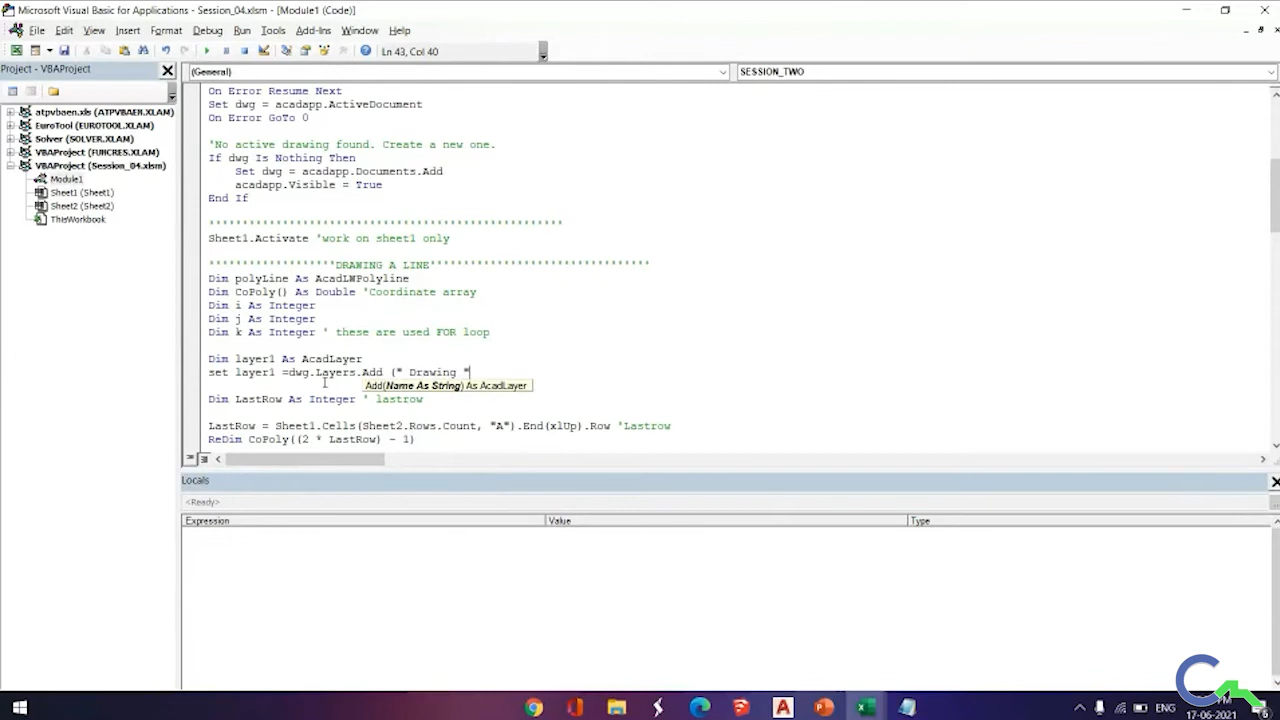 Microsoft Visual Basic for Applications - Session_04.xlsm - [Module1 (Code)]
File Edit View Insert Format Debug Run Tools Add-Ins Window Help
Ln 43, Col 40
Project - VBAProject
(General)
SESSION_TWO
atpvbaen.xls (ATPVBAEN.XLAM)
EuroTool (EUROTOOL.XLAM)
Solver (SOLVER.XLAM)
VBAProject (FUNCRES.XLAM)
VBAProject (Session_04.xlsm)
Module1
Sheet1 (Sheet1)
Sheet2 (Sheet2)
ThisWorkbook
On Error Resume Next
Set dwg = acadapp.ActiveDocument
On Error GoTo 0
'No active drawing found. Create a new one.
If dwg Is Nothing Then
Set dwg = acadapp.Documents.Add
acadapp.Visible = True
End If
'''''''''''''''''''''''''''''''''''''''''''''''''''''
Sheet1.Activate 'work on sheet1 only
'''''''''''''''''''DRAWING A LINE'''''''''''''''''''''''''''''''''
Dim polyLine As AcadLWPolyline
Dim CoPoly() As Double 'Coordinate array
Dim i As Integer
Dim j As Integer
Dim k As Integer ' these are used FOR loop
Dim layer1 As AcadLayer
set layer1 =dwg.Layers.Add (" Drawing "
Add(Name As String) As AcadLayer
Dim LastRow As Integer ' lastrow
LastRow = Sheet1.Cells(Sheet2.Rows.Count, "A").End(xlUp).Row 'Lastrow
ReDim CoPoly((2 * LastRow) - 1)
Locals
<Ready>
Expression Value Type
ENG
PM
17-06-2021